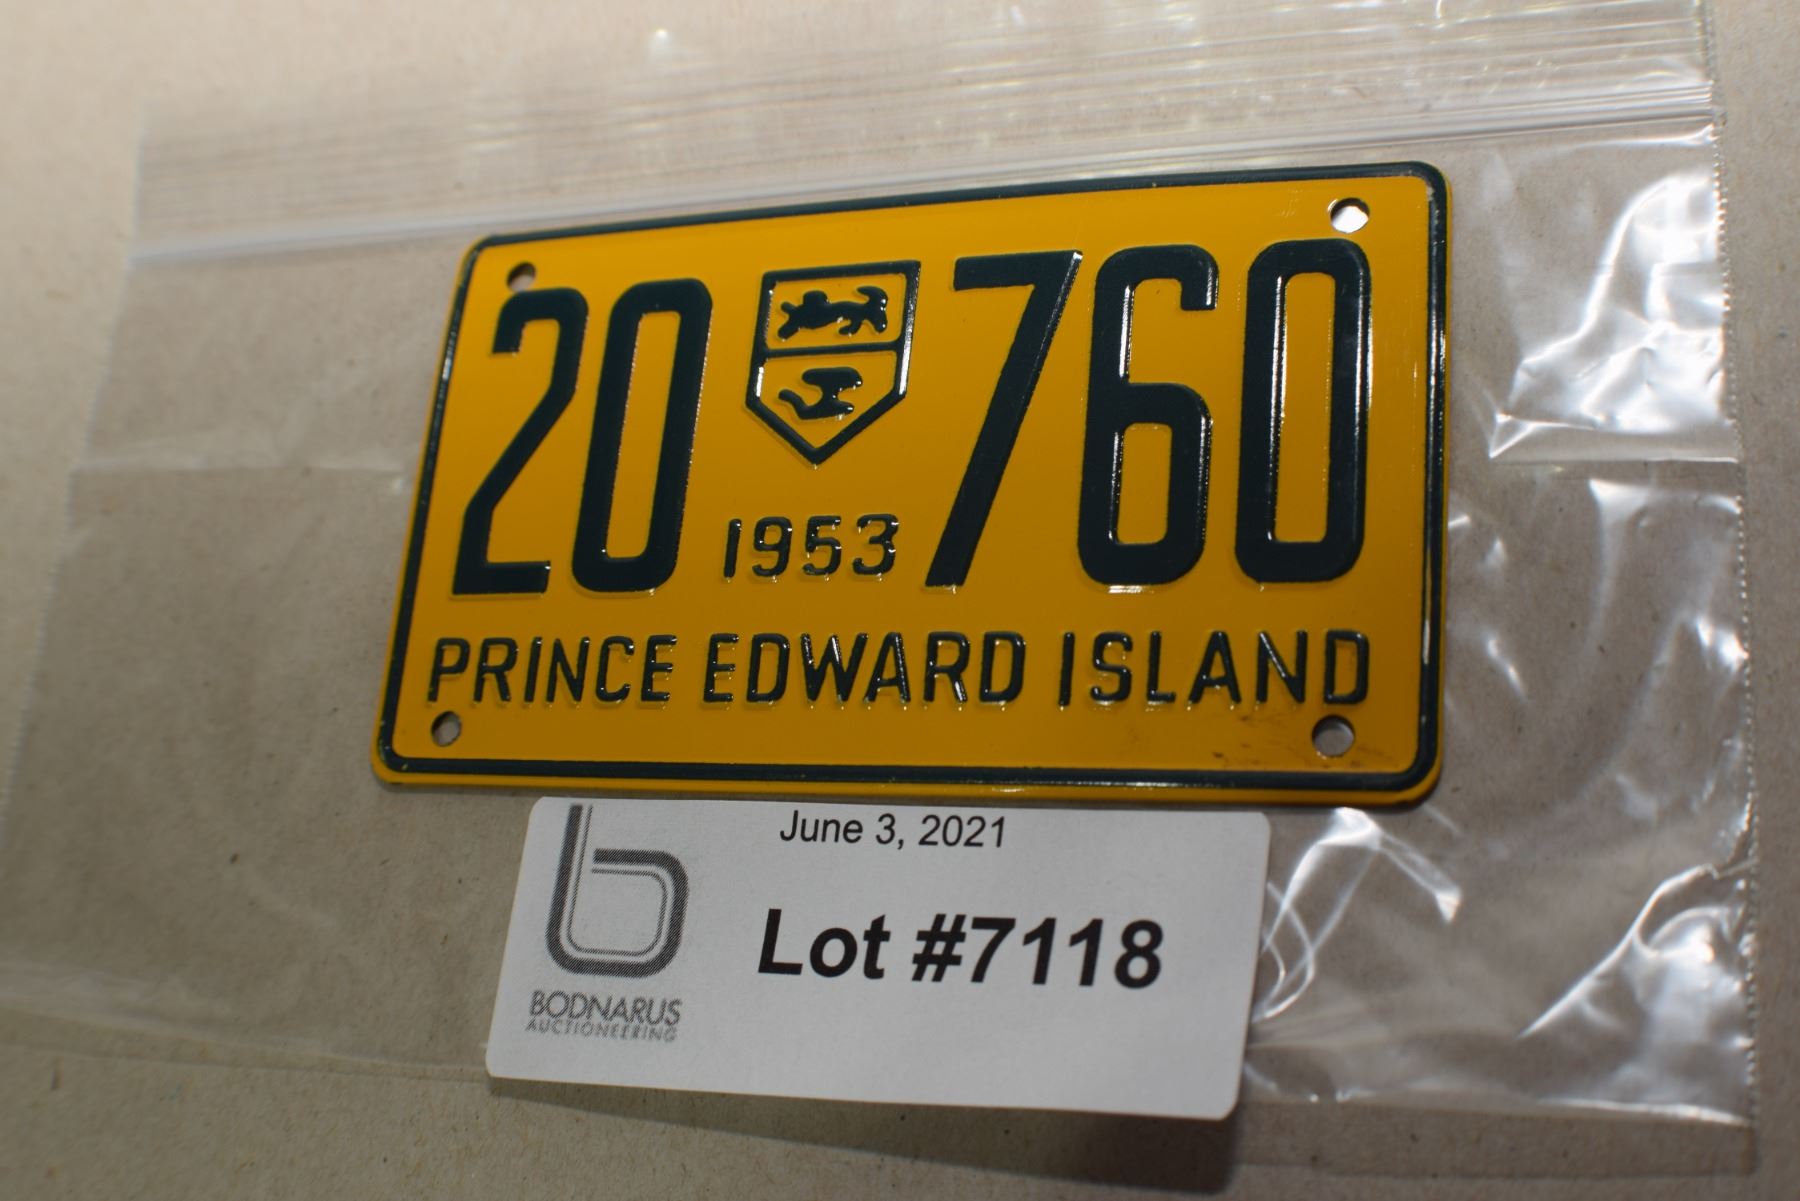 20 760
1953
PRINCE EDWARD ISLAND
June 3, 2021
Lot #7118
BODNARUS
AUCTIONEERING